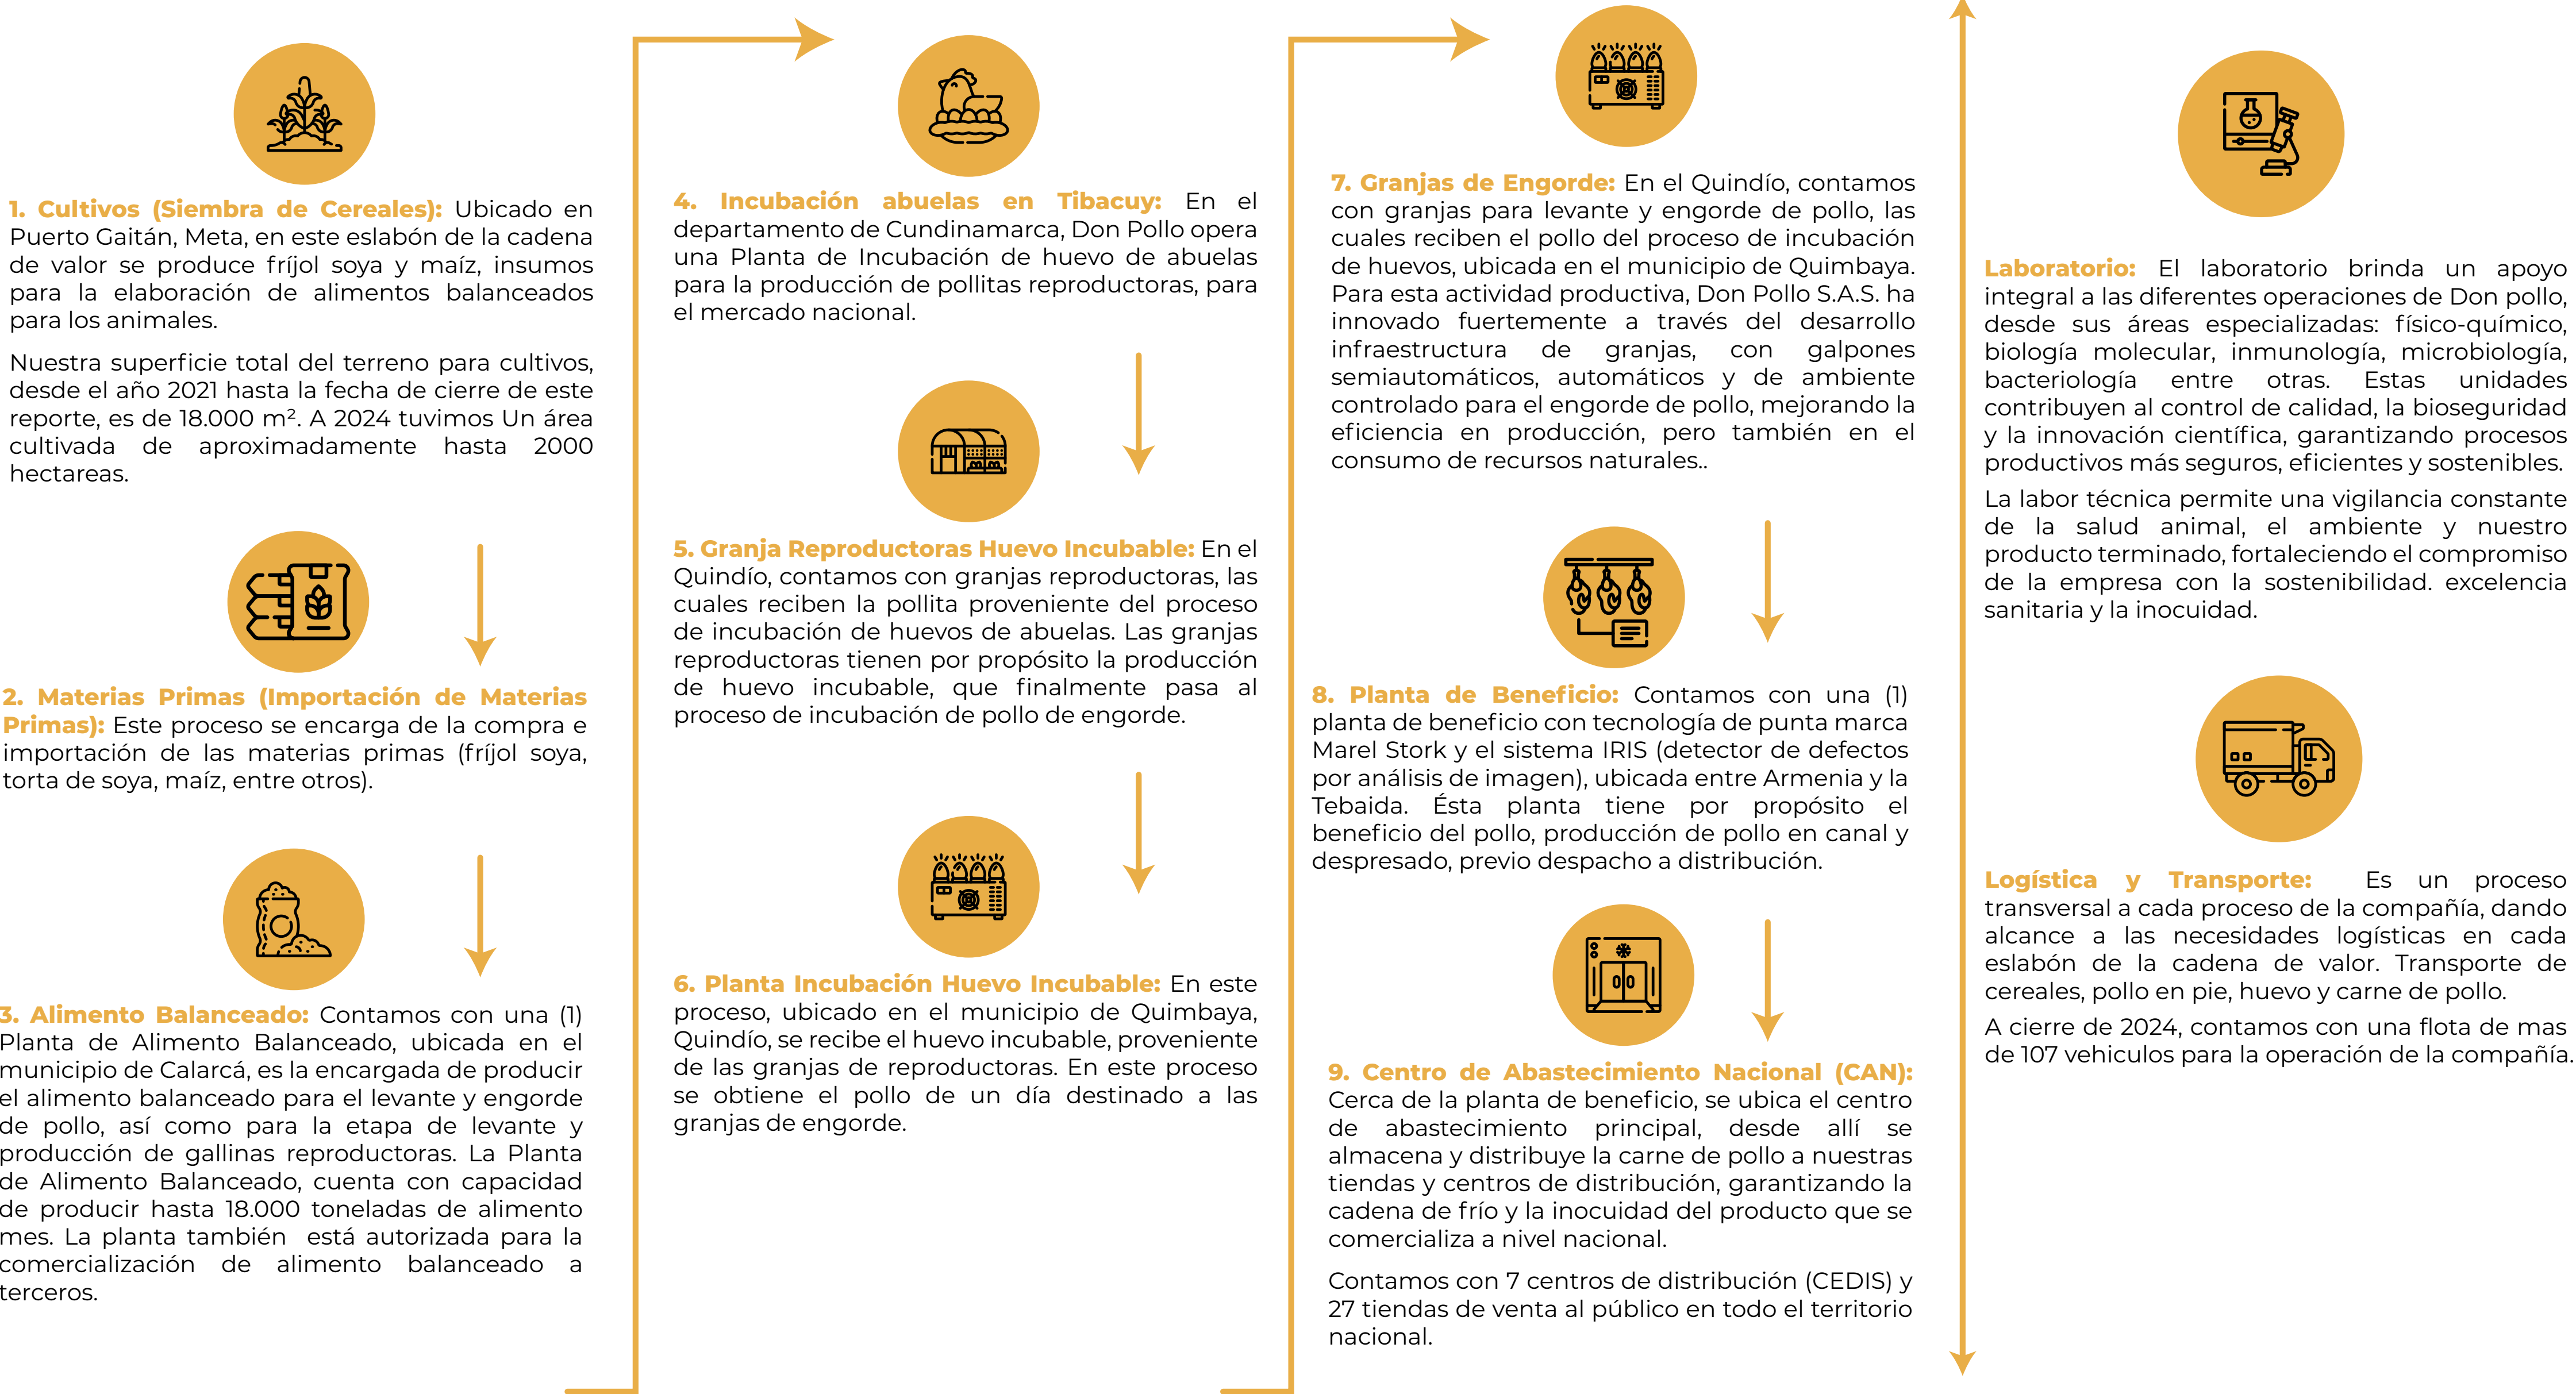 1. Cultivos (Siembra de Cereales): Ubicado en
Puerto Gaitán, Meta, en este eslabón de la cadena
de valor se produce fríjol soya y maíz, insumos
para la elaboración de alimentos balanceados
para los animales.
Nuestra superficie total del terreno para cultivos,
desde el año 2021 hasta la fecha de cierre de este
reporte, es de 18.000 m². A 2024 tuvimos Un área
cultivada de aproximadamente hasta 2000
hectareas.
2. Materias Primas (Importación de Materias
Primas): Este proceso se encarga de la compra e
importación de las materias primas (fríjol soya,
torta de soya, maíz, entre otros).
3. Alimento Balanceado: Contamos con una (1)
Planta de Alimento Balanceado, ubicada en el
municipio de Calarcá, es la encargada de producir
el alimento balanceado para el levante y engorde
de pollo, así como para la etapa de levante y
producción de gallinas reproductoras. La Planta
de Alimento Balanceado, cuenta con capacidad
de producir hasta 18.000 toneladas de alimento
mes. La planta también está autorizada para la
comercialización de alimento balanceado a
terceros.
4. Incubación abuelas en Tibacuy: En el
departamento de Cundinamarca, Don Pollo opera
una Planta de Incubación de huevo de abuelas
para la producción de pollitas reproductoras, para
el mercado nacional.
5. Granja Reproductoras Huevo Incubable: En el
Quindío, contamos con granjas reproductoras, las
cuales reciben la pollita proveniente del proceso
de incubación de huevos de abuelas. Las granjas
reproductoras tienen por propósito la producción
de huevo incubable, que finalmente pasa al
proceso de incubación de pollo de engorde.
6. Planta Incubación Huevo Incubable: En este
proceso, ubicado en el municipio de Quimbaya,
Quindío, se recibe el huevo incubable, proveniente
de las granjas de reproductoras. En este proceso
se obtiene el pollo de un día destinado a las
granjas de engorde.
7. Granjas de Engorde: En el Quindío, contamos
con granjas para levante y engorde de pollo, las
cuales reciben el pollo del proceso de incubación
de huevos, ubicada en el municipio de Quimbaya.
Para esta actividad productiva, Don Pollo S.A.S. ha
innovado fuertemente a través del desarrollo
infraestructura de granjas, con galpones
semiautomáticos, automáticos y de ambiente
controlado para el engorde de pollo, mejorando la
eficiencia en producción, pero también en el
consumo de recursos naturales..
8. Planta de Beneficio: Contamos con una (1)
planta de beneficio con tecnología de punta marca
Marel Stork y el sistema IRIS (detector de defectos
por análisis de imagen), ubicada entre Armenia y la
Tebaida. Ésta planta tiene por propósito el
beneficio del pollo, producción de pollo en canal y
despresado, previo despacho a distribución.
9. Centro de Abastecimiento Nacional (CAN):
Cerca de la planta de beneficio, se ubica el centro
de abastecimiento principal, desde allí se
almacena y distribuye la carne de pollo a nuestras
tiendas y centros de distribución, garantizando la
cadena de frío y la inocuidad del producto que se
comercializa a nivel nacional.
Contamos con 7 centros de distribución (CEDIS) y
27 tiendas de venta al público en todo el territorio
nacional.
Laboratorio: El laboratorio brinda un apoyo
integral a las diferentes operaciones de Don pollo,
desde sus áreas especializadas: físico-químico,
biología molecular, inmunología, microbiología,
bacteriología entre otras. Estas unidades
contribuyen al control de calidad, la bioseguridad
y la innovación científica, garantizando procesos
productivos más seguros, eficientes y sostenibles.
La labor técnica permite una vigilancia constante
de la salud animal, el ambiente y nuestro
producto terminado, fortaleciendo el compromiso
de la empresa con la sostenibilidad. excelencia
sanitaria y la inocuidad.
Logística y Transporte: Es un proceso
transversal a cada proceso de la compañía, dando
alcance a las necesidades logísticas en cada
eslabón de la cadena de valor. Transporte de
cereales, pollo en pie, huevo y carne de pollo.
A cierre de 2024, contamos con una flota de mas
de 107 vehiculos para la operación de la compañía.